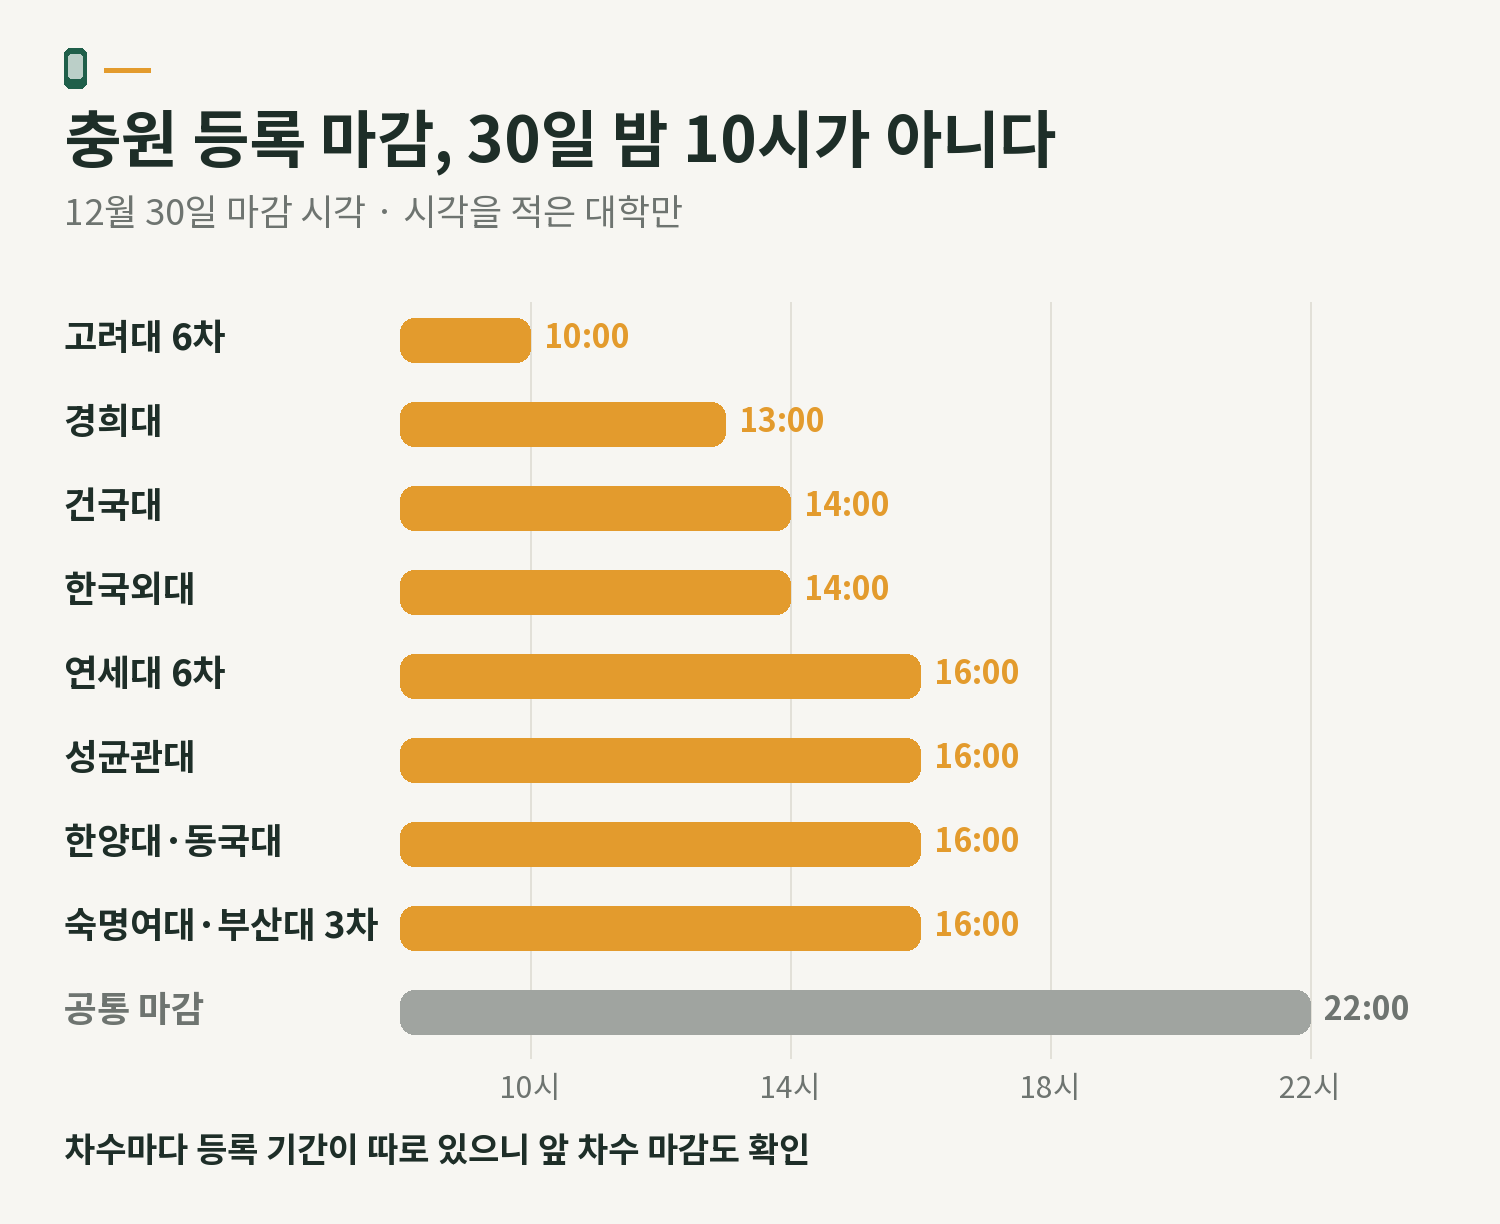 충원 등록 마감, 30일 밤 10시가 아니다
12월 30일 마감 시각 · 시각을 적은 대학만
고려대 6차 10:00
경희대 13:00
건국대 14:00
한국외대 14:00
연세대 6차 16:00
성균관대 16:00
한양대·동국대 16:00
숙명여대·부산대 3차 16:00
공통 마감 22:00
10시 14시 18시 22시
차수마다 등록 기간이 따로 있으니 앞 차수 마감도 확인